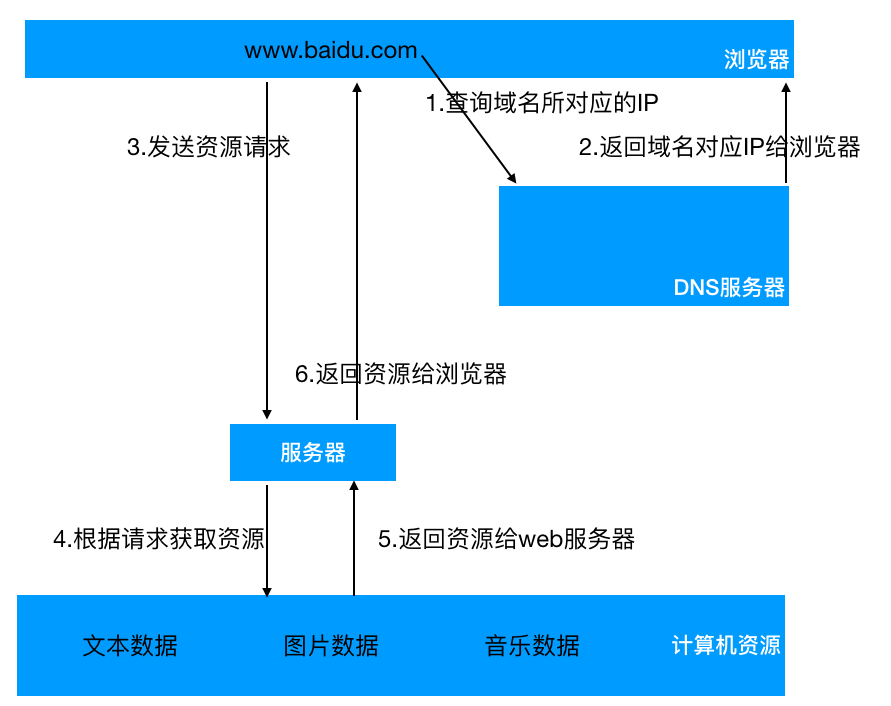 www.baidu.com
浏览器
1.查询域名所对应的IP
3.发送资源请求
2.返回域名对应IP给浏览器
DNS服务器
6.返回资源给浏览器
服务器
4.根据请求获取资源
5.返回资源给web服务器
文本数据
图片数据
音乐数据
计算机资源